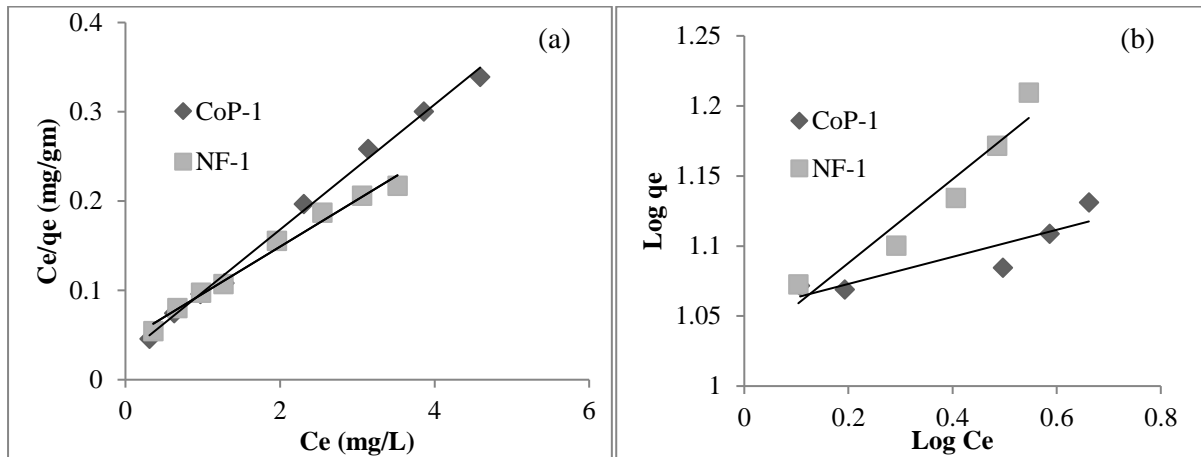 (a)
Ce/qe (mg/gm)
0.4
0.3
0.2
0.1
0
CoP-1
NF-1
0 2 4 6
Ce (mg/L)
(b)
Log qe
1.25
1.2
1.15
1.1
1.05
1
CoP-1
NF-1
0 0.2 0.4 0.6 0.8
Log Ce